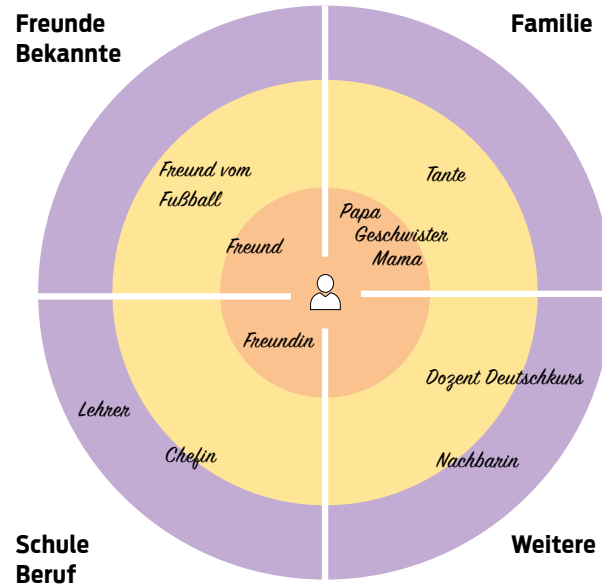 Freunde
Bekannte
Familie
Freund vom
Fußball
Tante
Papa
Geschwister
Mama
Freund
Freundin
Dozent Deutschkurs
Lehrer
Chefin
Nachbarin
Schule
Beruf
Weitere